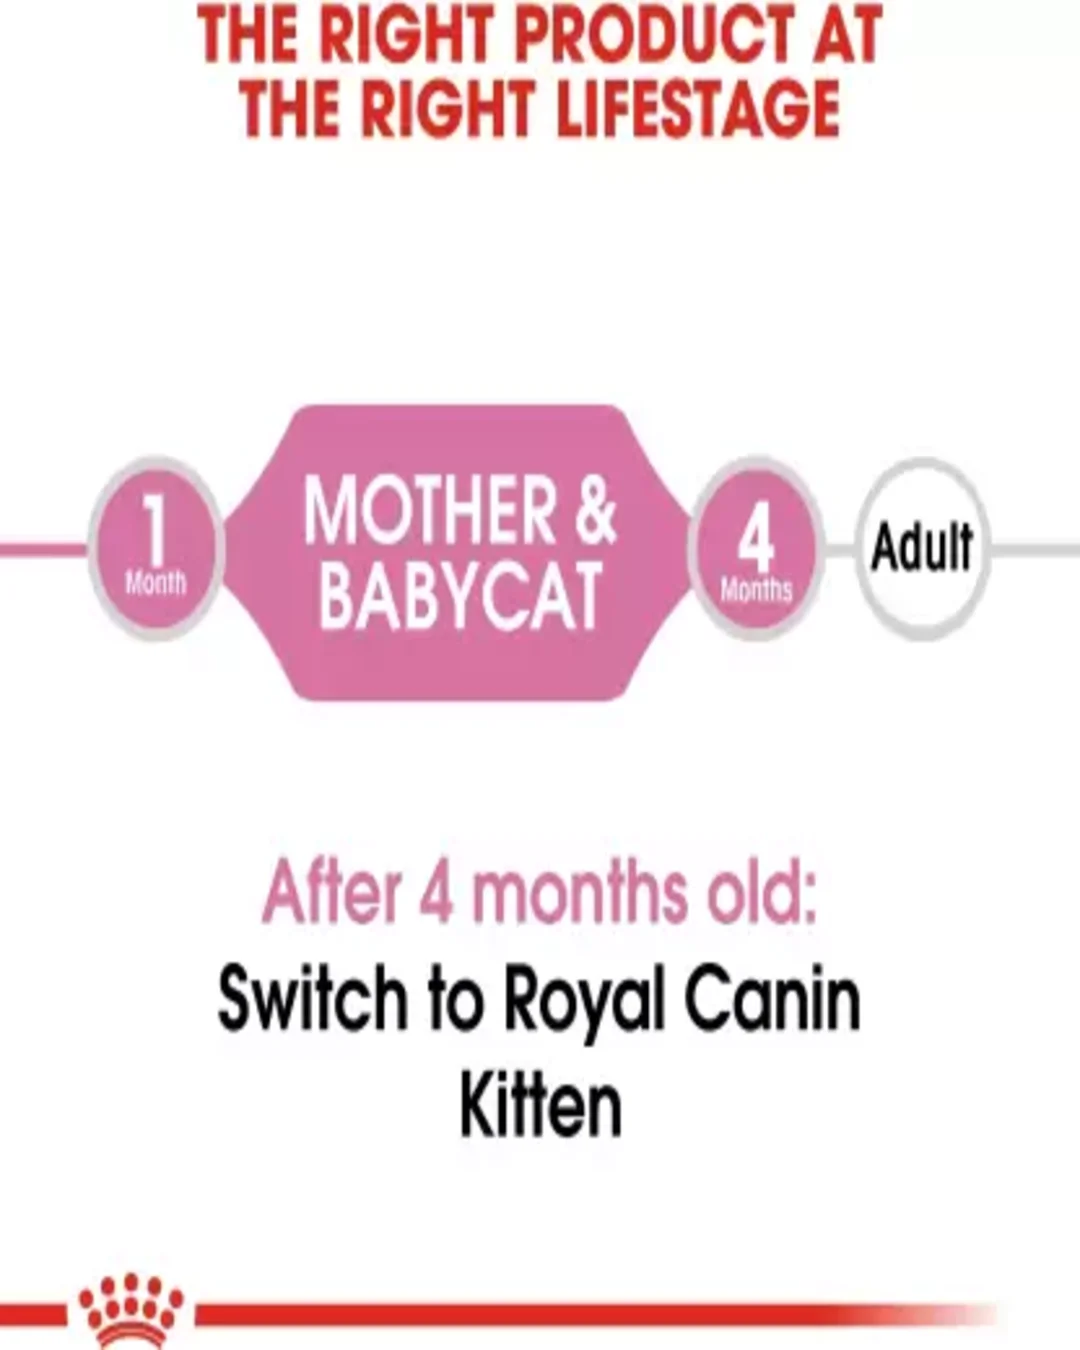 THE RIGHT PRODUCT AT
THE RIGHT LIFESTAGE
1
Month
MOTHER &
BABYCAT
4
Months
Adult
After 4 months old:
Switch to Royal Canin
Kitten